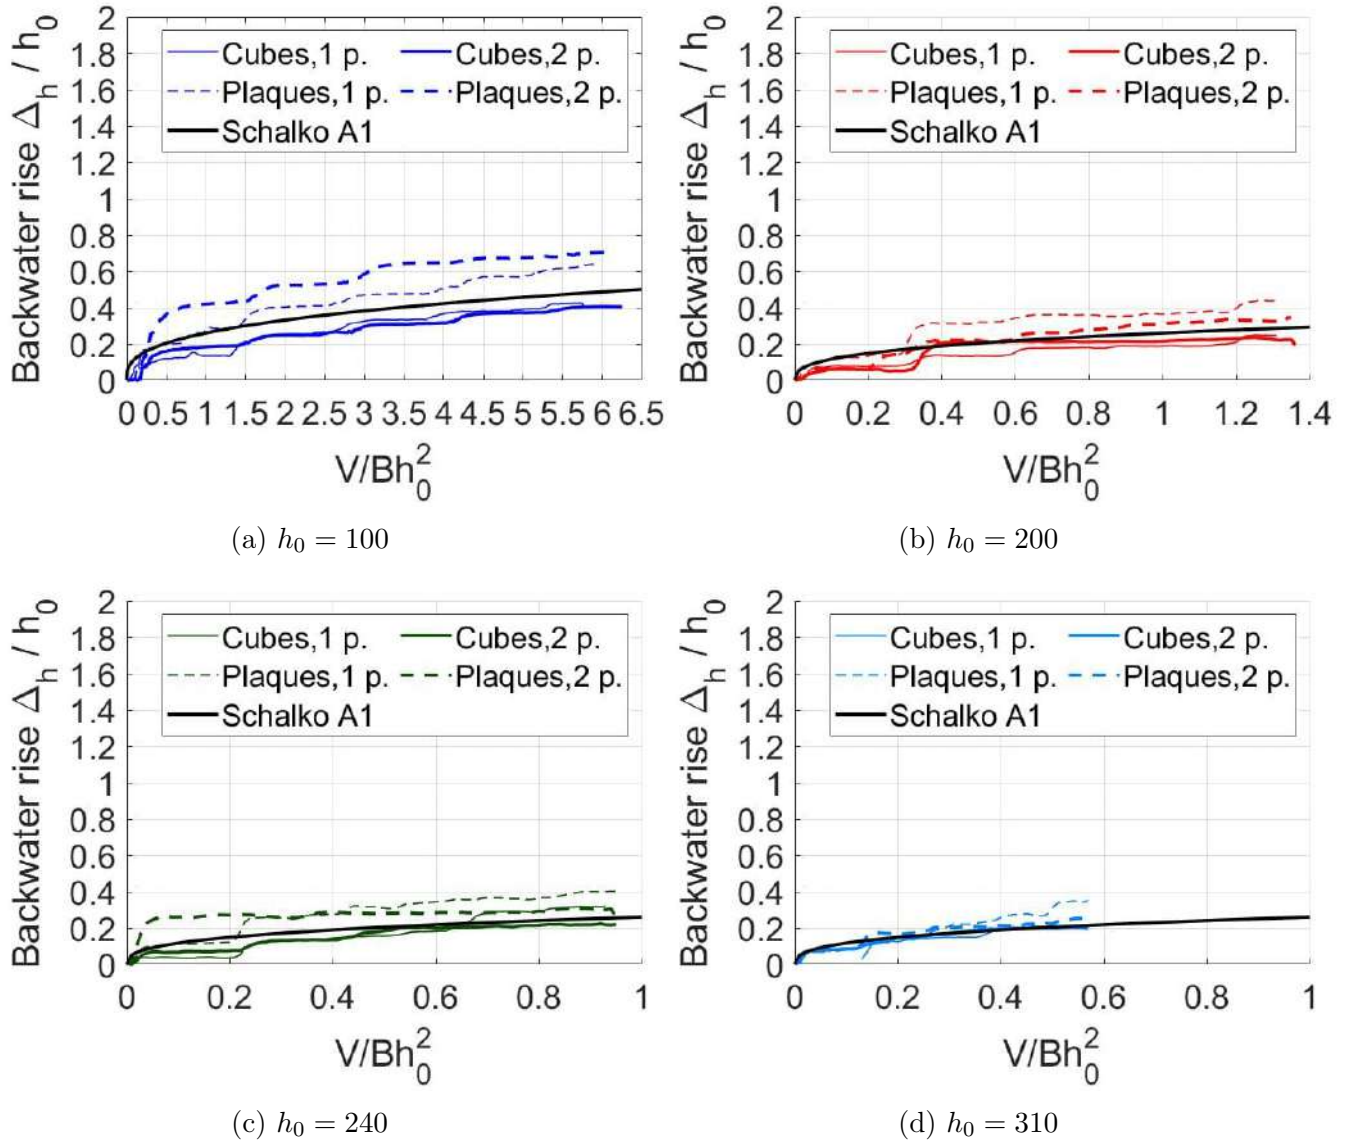 Backwater rise Δh / h0
2
1.8
1.6
1.4
1.2
1
0.8
0.6
0.4
0.2
0
Cubes,1 p. Cubes,2 p.
Plaques,1 p. Plaques,2 p.
Schalko A1
0 0.5 1 1.5 2 2.5 3 3.5 4 4.5 5 5.5 6 6.5
V/Bh₀²
(a) h₀ = 100
Backwater rise Δh / h0
2
1.8
1.6
1.4
1.2
1
0.8
0.6
0.4
0.2
0
Cubes,1 p. Cubes,2 p.
Plaques,1 p. Plaques,2 p.
Schalko A1
0 0.2 0.4 0.6 0.8 1 1.2 1.4
V/Bh₀²
(b) h₀ = 200
Backwater rise Δh / h0
2
1.8
1.6
1.4
1.2
1
0.8
0.6
0.4
0.2
0
Cubes,1 p. Cubes,2 p.
Plaques,1 p. Plaques,2 p.
Schalko A1
0 0.2 0.4 0.6 0.8 1
V/Bh₀²
(c) h₀ = 240
Backwater rise Δh / h0
2
1.8
1.6
1.4
1.2
1
0.8
0.6
0.4
0.2
0
Cubes,1 p. Cubes,2 p.
Plaques,1 p. Plaques,2 p.
Schalko A1
0 0.2 0.4 0.6 0.8 1
V/Bh₀²
(d) h₀ = 310